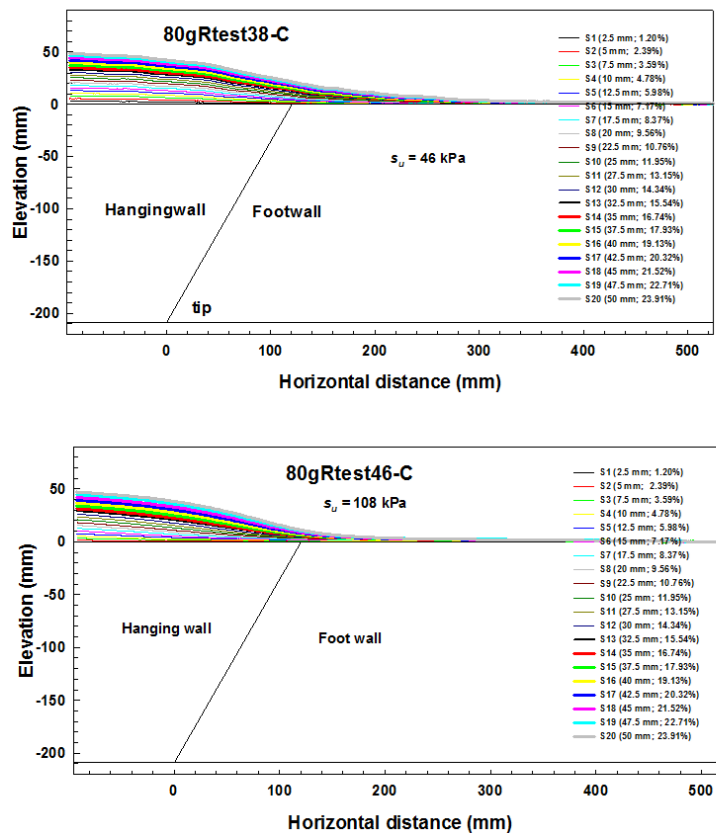 80gRtest38-C
50
0
-50
-100
-150
-200
Elevation (mm)
S1 (2.5 mm; 1.20%)
S2 (5 mm; 2.39%)
S3 (7.5 mm; 3.59%)
S4 (10 mm; 4.78%)
S5 (12.5 mm; 5.98%)
S6 (15 mm; 7.17%)
S7 (17.5 mm; 8.37%)
S8 (20 mm; 9.56%)
S9 (22.5 mm; 10.76%)
S10 (25 mm; 11.95%)
S11 (27.5 mm; 13.15%)
S12 (30 mm; 14.34%)
S13 (32.5 mm; 15.54%)
S14 (35 mm; 16.74%)
S15 (37.5 mm; 17.93%)
S16 (40 mm; 19.13%)
S17 (42.5 mm; 20.32%)
S18 (45 mm; 21.52%)
S19 (47.5 mm; 22.71%)
S20 (50 mm; 23.91%)
su = 46 kPa
Hangingwall Footwall
tip
0 100 200 300 400 500
Horizontal distance (mm)
80gRtest46-C
su = 108 kPa
50
0
-50
-100
-150
-200
Elevation (mm)
S1 (2.5 mm; 1.20%)
S2 (5 mm; 2.39%)
S3 (7.5 mm; 3.59%)
S4 (10 mm; 4.78%)
S5 (12.5 mm; 5.98%)
S6 (15 mm; 7.17%)
S7 (17.5 mm; 8.37%)
S8 (20 mm; 9.56%)
S9 (22.5 mm; 10.76%)
S10 (25 mm; 11.95%)
S11 (27.5 mm; 13.15%)
S12 (30 mm; 14.34%)
S13 (32.5 mm; 15.54%)
S14 (35 mm; 16.74%)
S15 (37.5 mm; 17.93%)
S16 (40 mm; 19.13%)
S17 (42.5 mm; 20.32%)
S18 (45 mm; 21.52%)
S19 (47.5 mm; 22.71%)
S20 (50 mm; 23.91%)
Hanging wall Foot wall
0 100 200 300 400 500
Horizontal distance (mm)